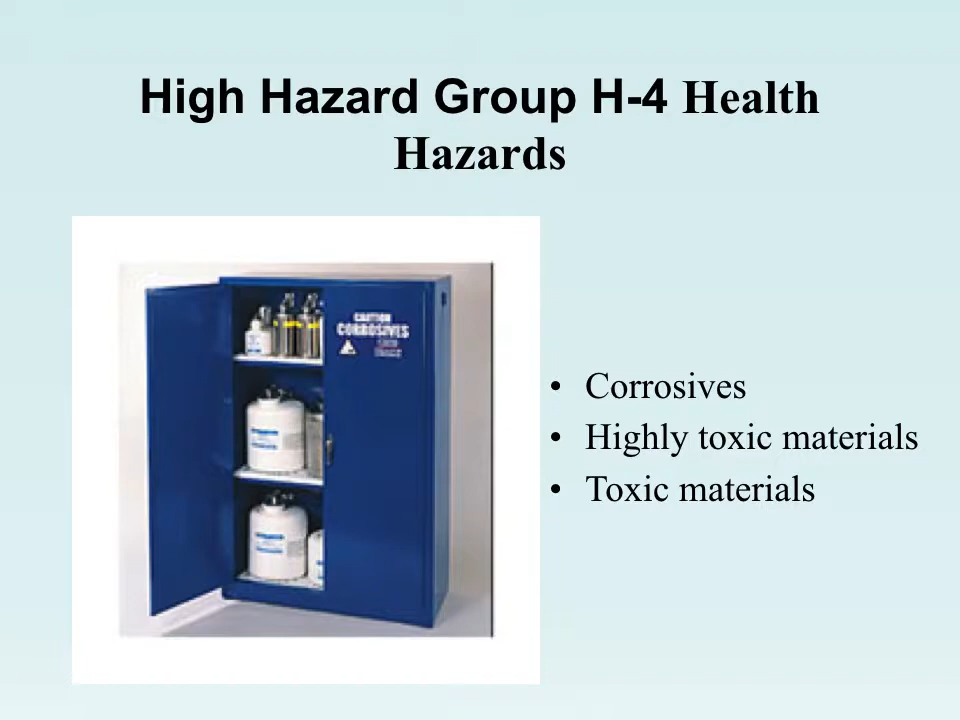 High Hazard Group H-4 Health
Hazards
CAUTION
CORROSIVES
• Corrosives
• Highly toxic materials
• Toxic materials